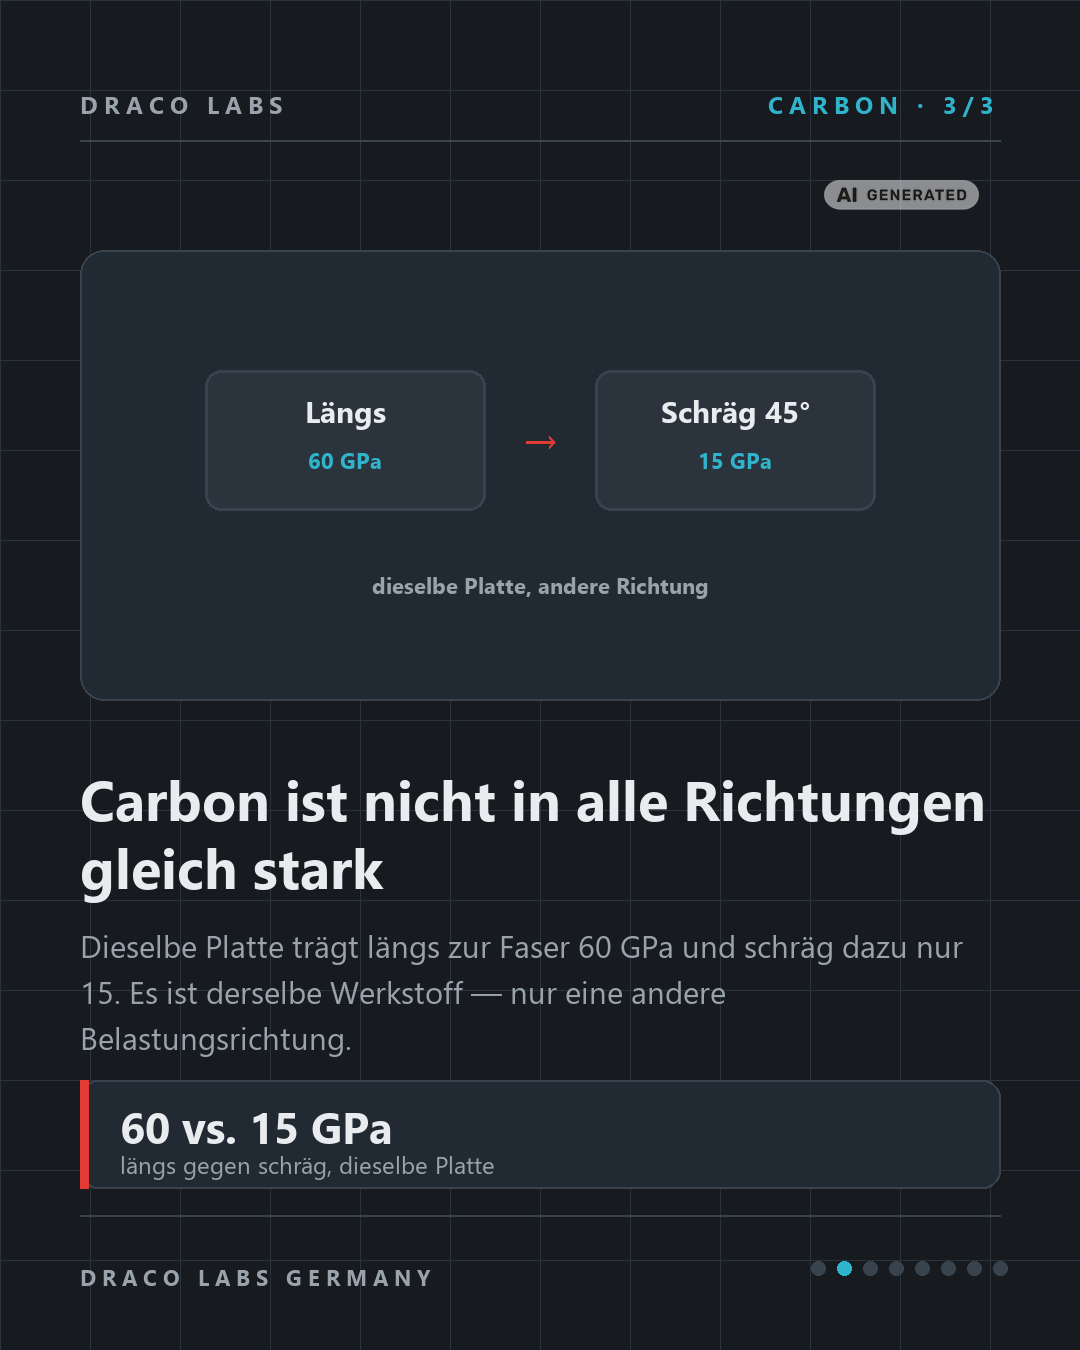 DRACO LABS
CARBON · 3/3
AI GENERATED
Längs
60 GPa
→
Schräg 45°
15 GPa
dieselbe Platte, andere Richtung
Carbon ist nicht in alle Richtungen
gleich stark
Dieselbe Platte trägt längs zur Faser 60 GPa und schräg dazu nur
15. Es ist derselbe Werkstoff — nur eine andere
Belastungsrichtung.
60 vs. 15 GPa
längs gegen schräg, dieselbe Platte
DRACO LABS GERMANY